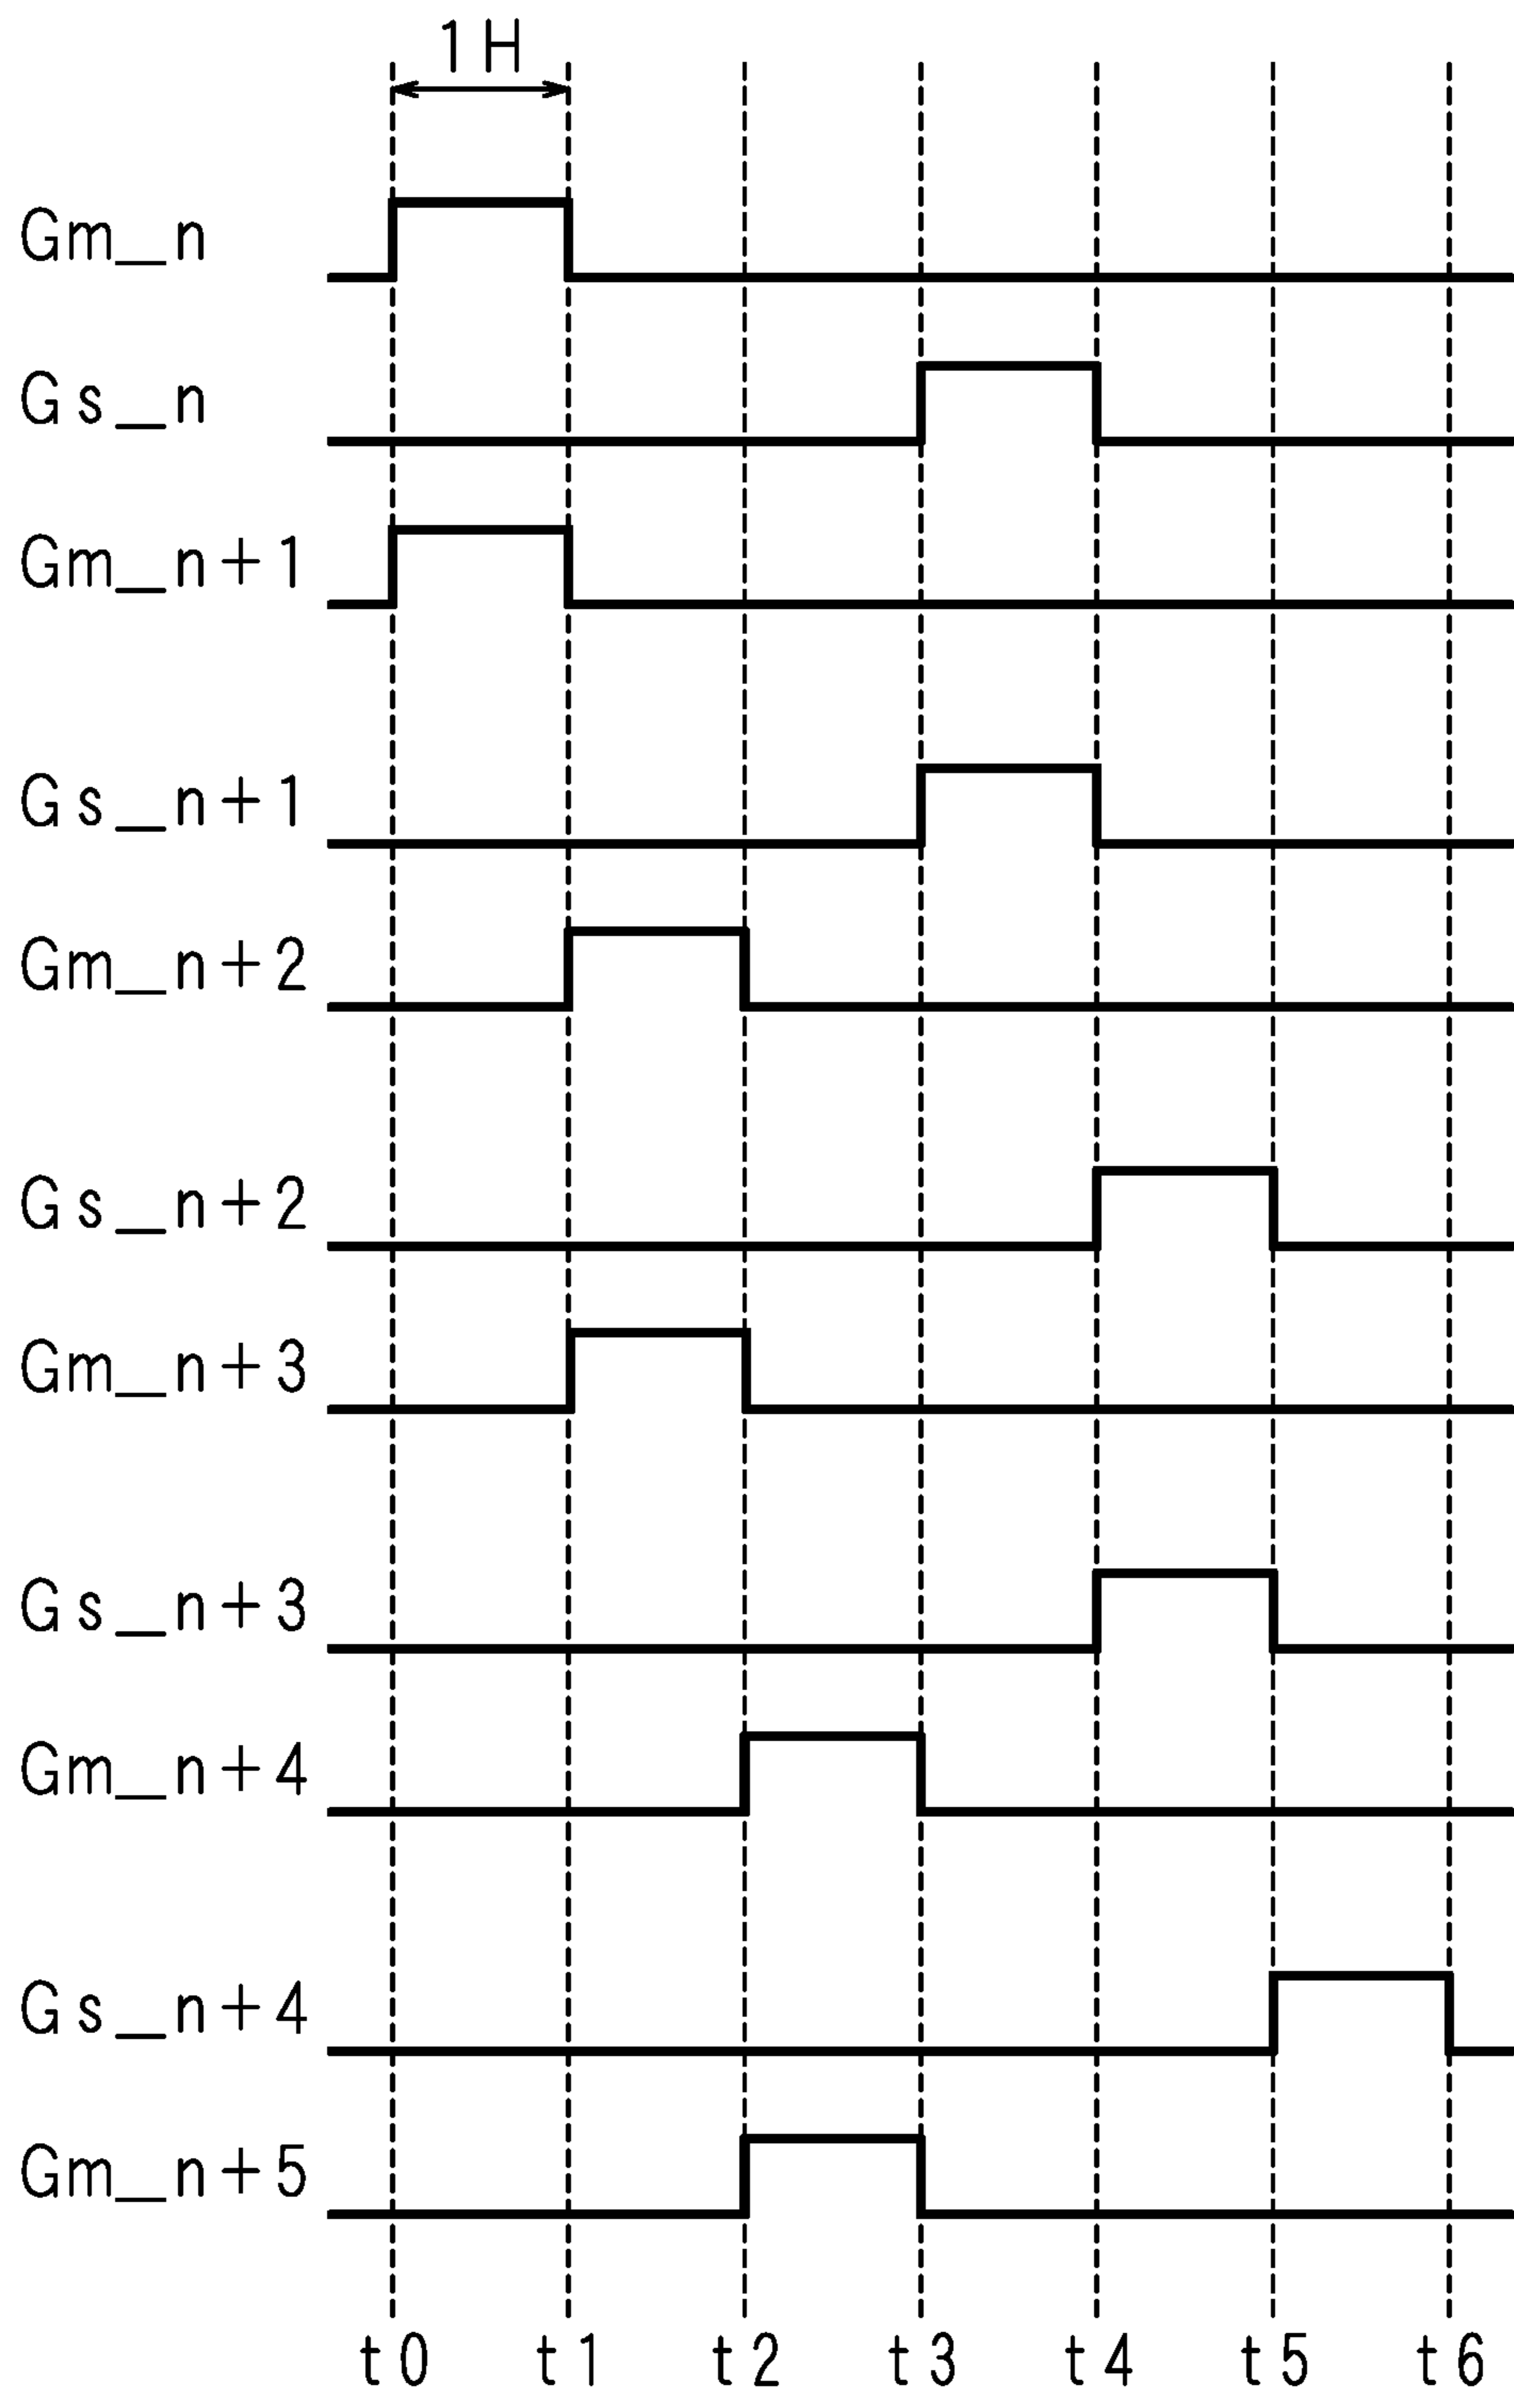 1H
Gm_n
Gs_n
Gm_n+1
Gs_n+1
Gm_n+2
Gs_n+2
Gm_n+3
Gs_n+3
Gm_n+4
Gs_n+4
Gm_n+5
t0 t1 t2 t3 t4 t5 t6